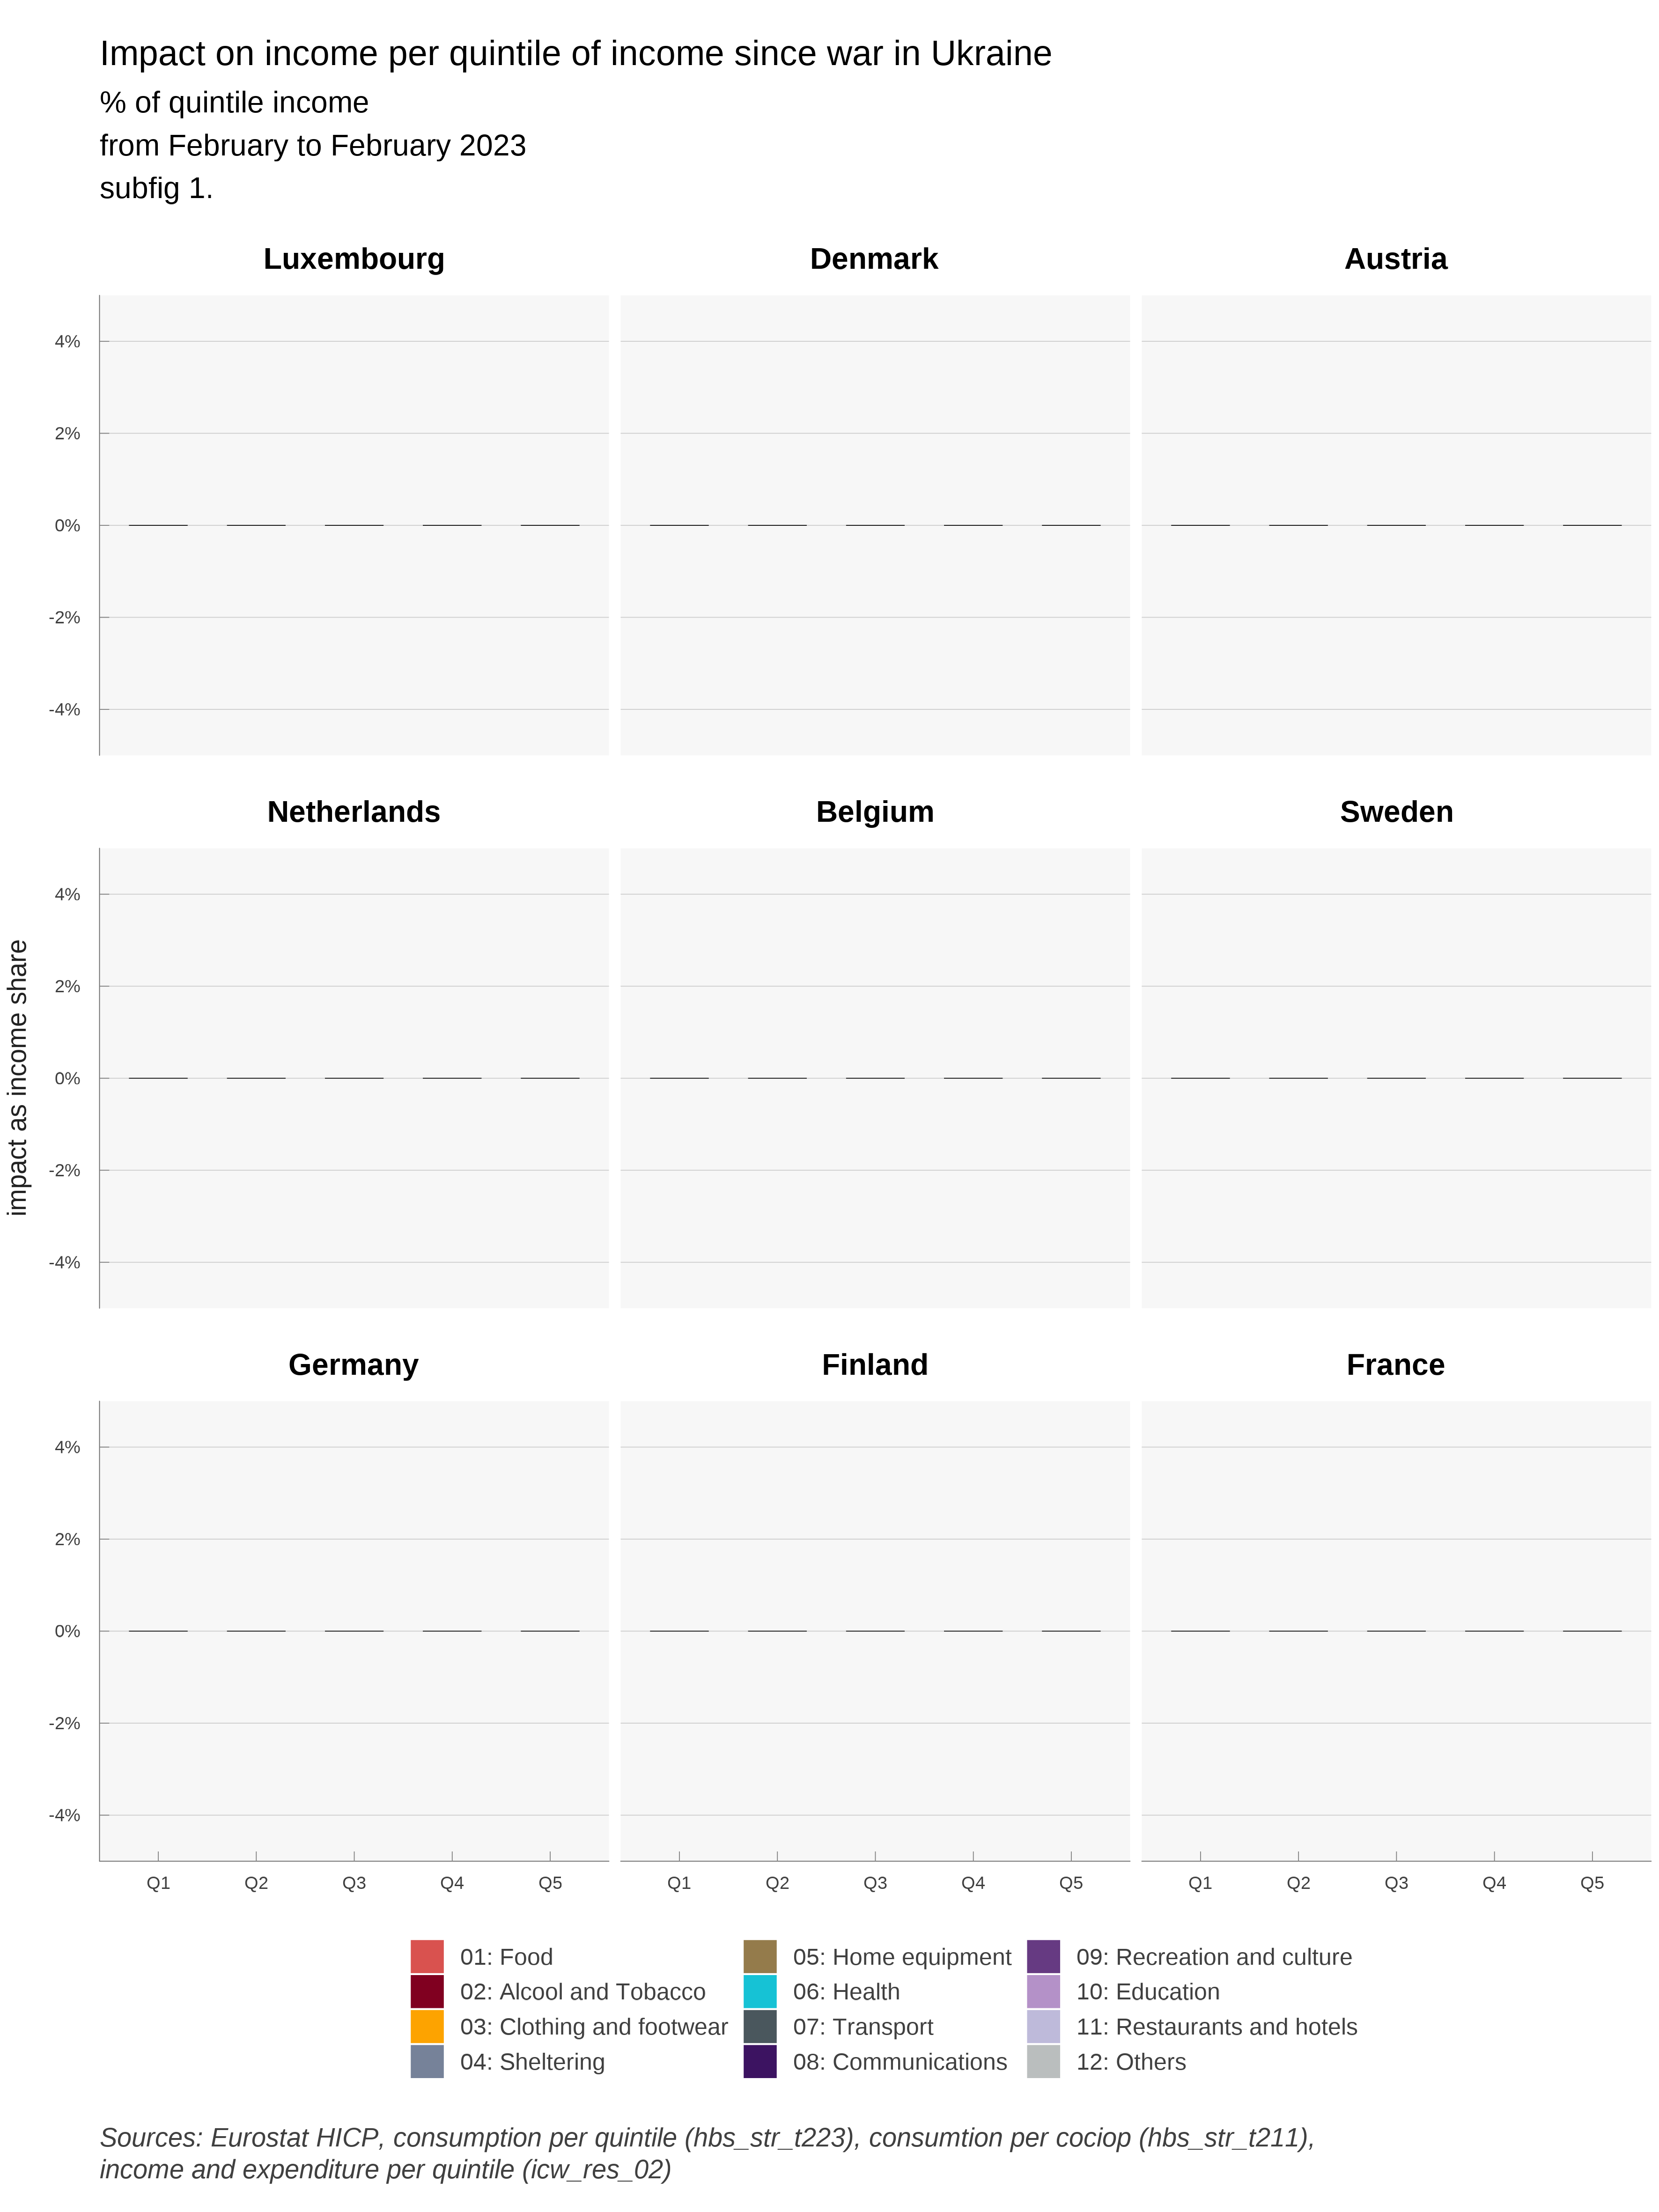 Impact on income per quintile of income since war in Ukraine
% of quintile income
from February to February 2023
subfig 1.
Luxembourg
Denmark
Austria
4%
2%
0%
-2%
-4%
Netherlands
Belgium
Sweden
impact as income share
4%
2%
0%
-2%
-4%
Germany
Finland
France
4%
2%
0%
-2%
-4%
Q1 Q2 Q3 Q4 Q5
Q1 Q2 Q3 Q4 Q5
Q1 Q2 Q3 Q4 Q5
01: Food
02: Alcool and Tobacco
03: Clothing and footwear
04: Sheltering
05: Home equipment
06: Health
07: Transport
08: Communications
09: Recreation and culture
10: Education
11: Restaurants and hotels
12: Others
Sources: Eurostat HICP, consumption per quintile (hbs_str_t223), consumtion per cociop (hbs_str_t211),
income and expenditure per quintile (icw_res_02)